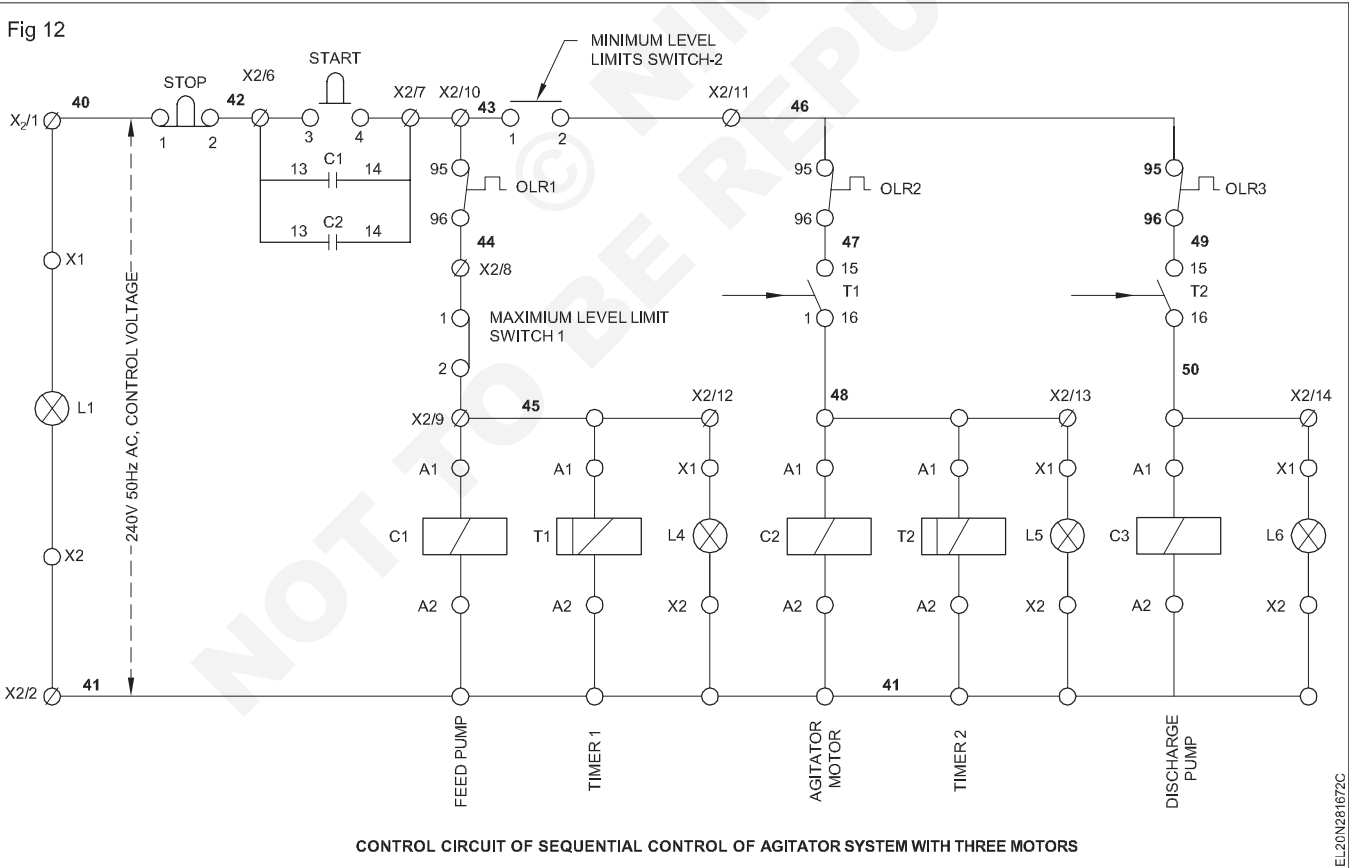 Fig 12
MINIMUM LEVEL
LIMITS SWITCH-2
START
STOP
X2/6
X2/7
X2/10
X2/11
40
42
43
46
X2/1
1
2
3
4
1
2
13
C1
14
13
C2
14
95
OLR1
96
95
OLR2
96
95
OLR3
96
44
47
49
X2/8
15
T1
1
16
15
T2
16
X1
1
MAXIMIUM LEVEL LIMIT
SWITCH 1
2
240V 50Hz AC, CONTROL VOLTAGE
50
X2/9
45
X2/12
48
X2/13
X2/14
L1
A1
A1
X1
A1
A1
X1
A1
X1
C1
T1
L4
C2
T2
L5
C3
L6
X2
A2
A2
X2
A2
A2
X2
A2
X2
X2/2
41
41
FEED PUMP
TIMER 1
AGITATOR
MOTOR
TIMER 2
DISCHARGE
PUMP
CONTROL CIRCUIT OF SEQUENTIAL CONTROL OF AGITATOR SYSTEM WITH THREE MOTORS
EL20N281672C
NOT TO BE REPU
© NIM